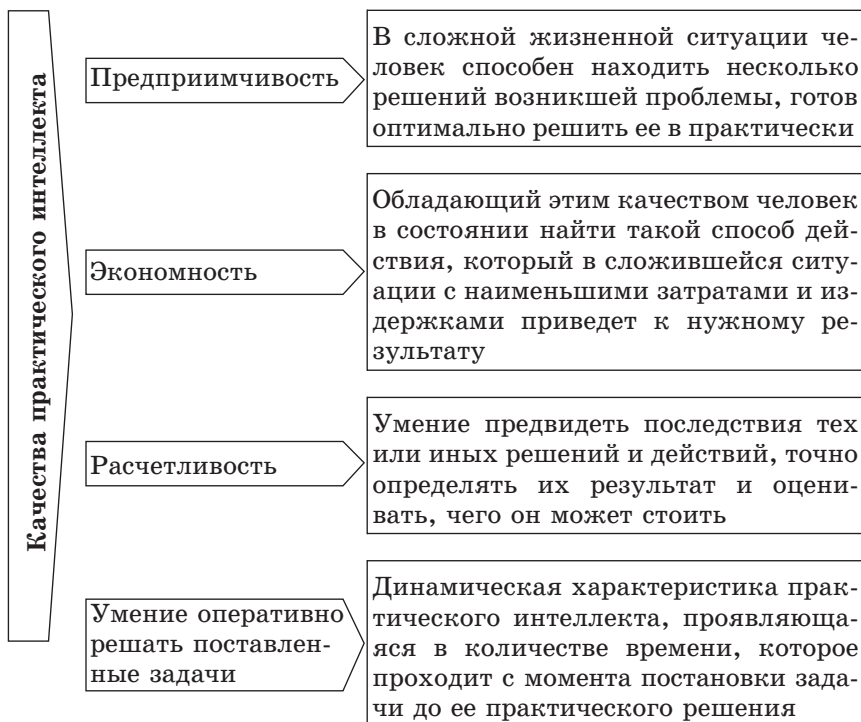 Качества практического интеллекта
Предприимчивость
В сложной жизненной ситуации че-
ловек способен находить несколько
решений возникшей проблемы, готов
оптимально решить ее в практически
Экономность
Обладающий этим качеством человек
в состоянии найти такой способ дей-
ствия, который в сложившейся ситу-
ации с наименьшими затратами и из-
держками приведет к нужному ре-
зультату
Расчетливость
Умение предвидеть последствия тех
или иных решений и действий, точно
определять их результат и оцени-
вать, чего он может стоить
Умение оперативно
решать поставлен-
ные задачи
Динамическая характеристика прак-
тического интеллекта, проявляюща-
яся в количестве времени, которое
проходит с момента постановки зада-
чи до ее практического решения